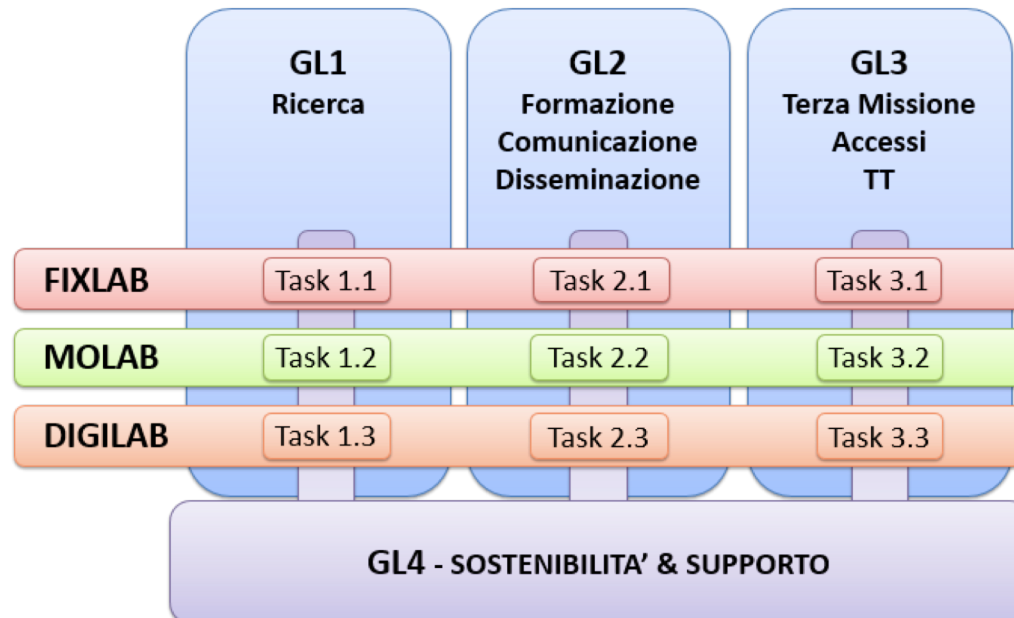 GL1
Ricerca
GL2
Formazione
Comunicazione
Disseminazione
GL3
Terza Missione
Accessi
TT
FIXLAB Task 1.1 Task 2.1 Task 3.1
MOLAB Task 1.2 Task 2.2 Task 3.2
DIGILAB Task 1.3 Task 2.3 Task 3.3
GL4 - SOSTENIBILITA’ & SUPPORTO